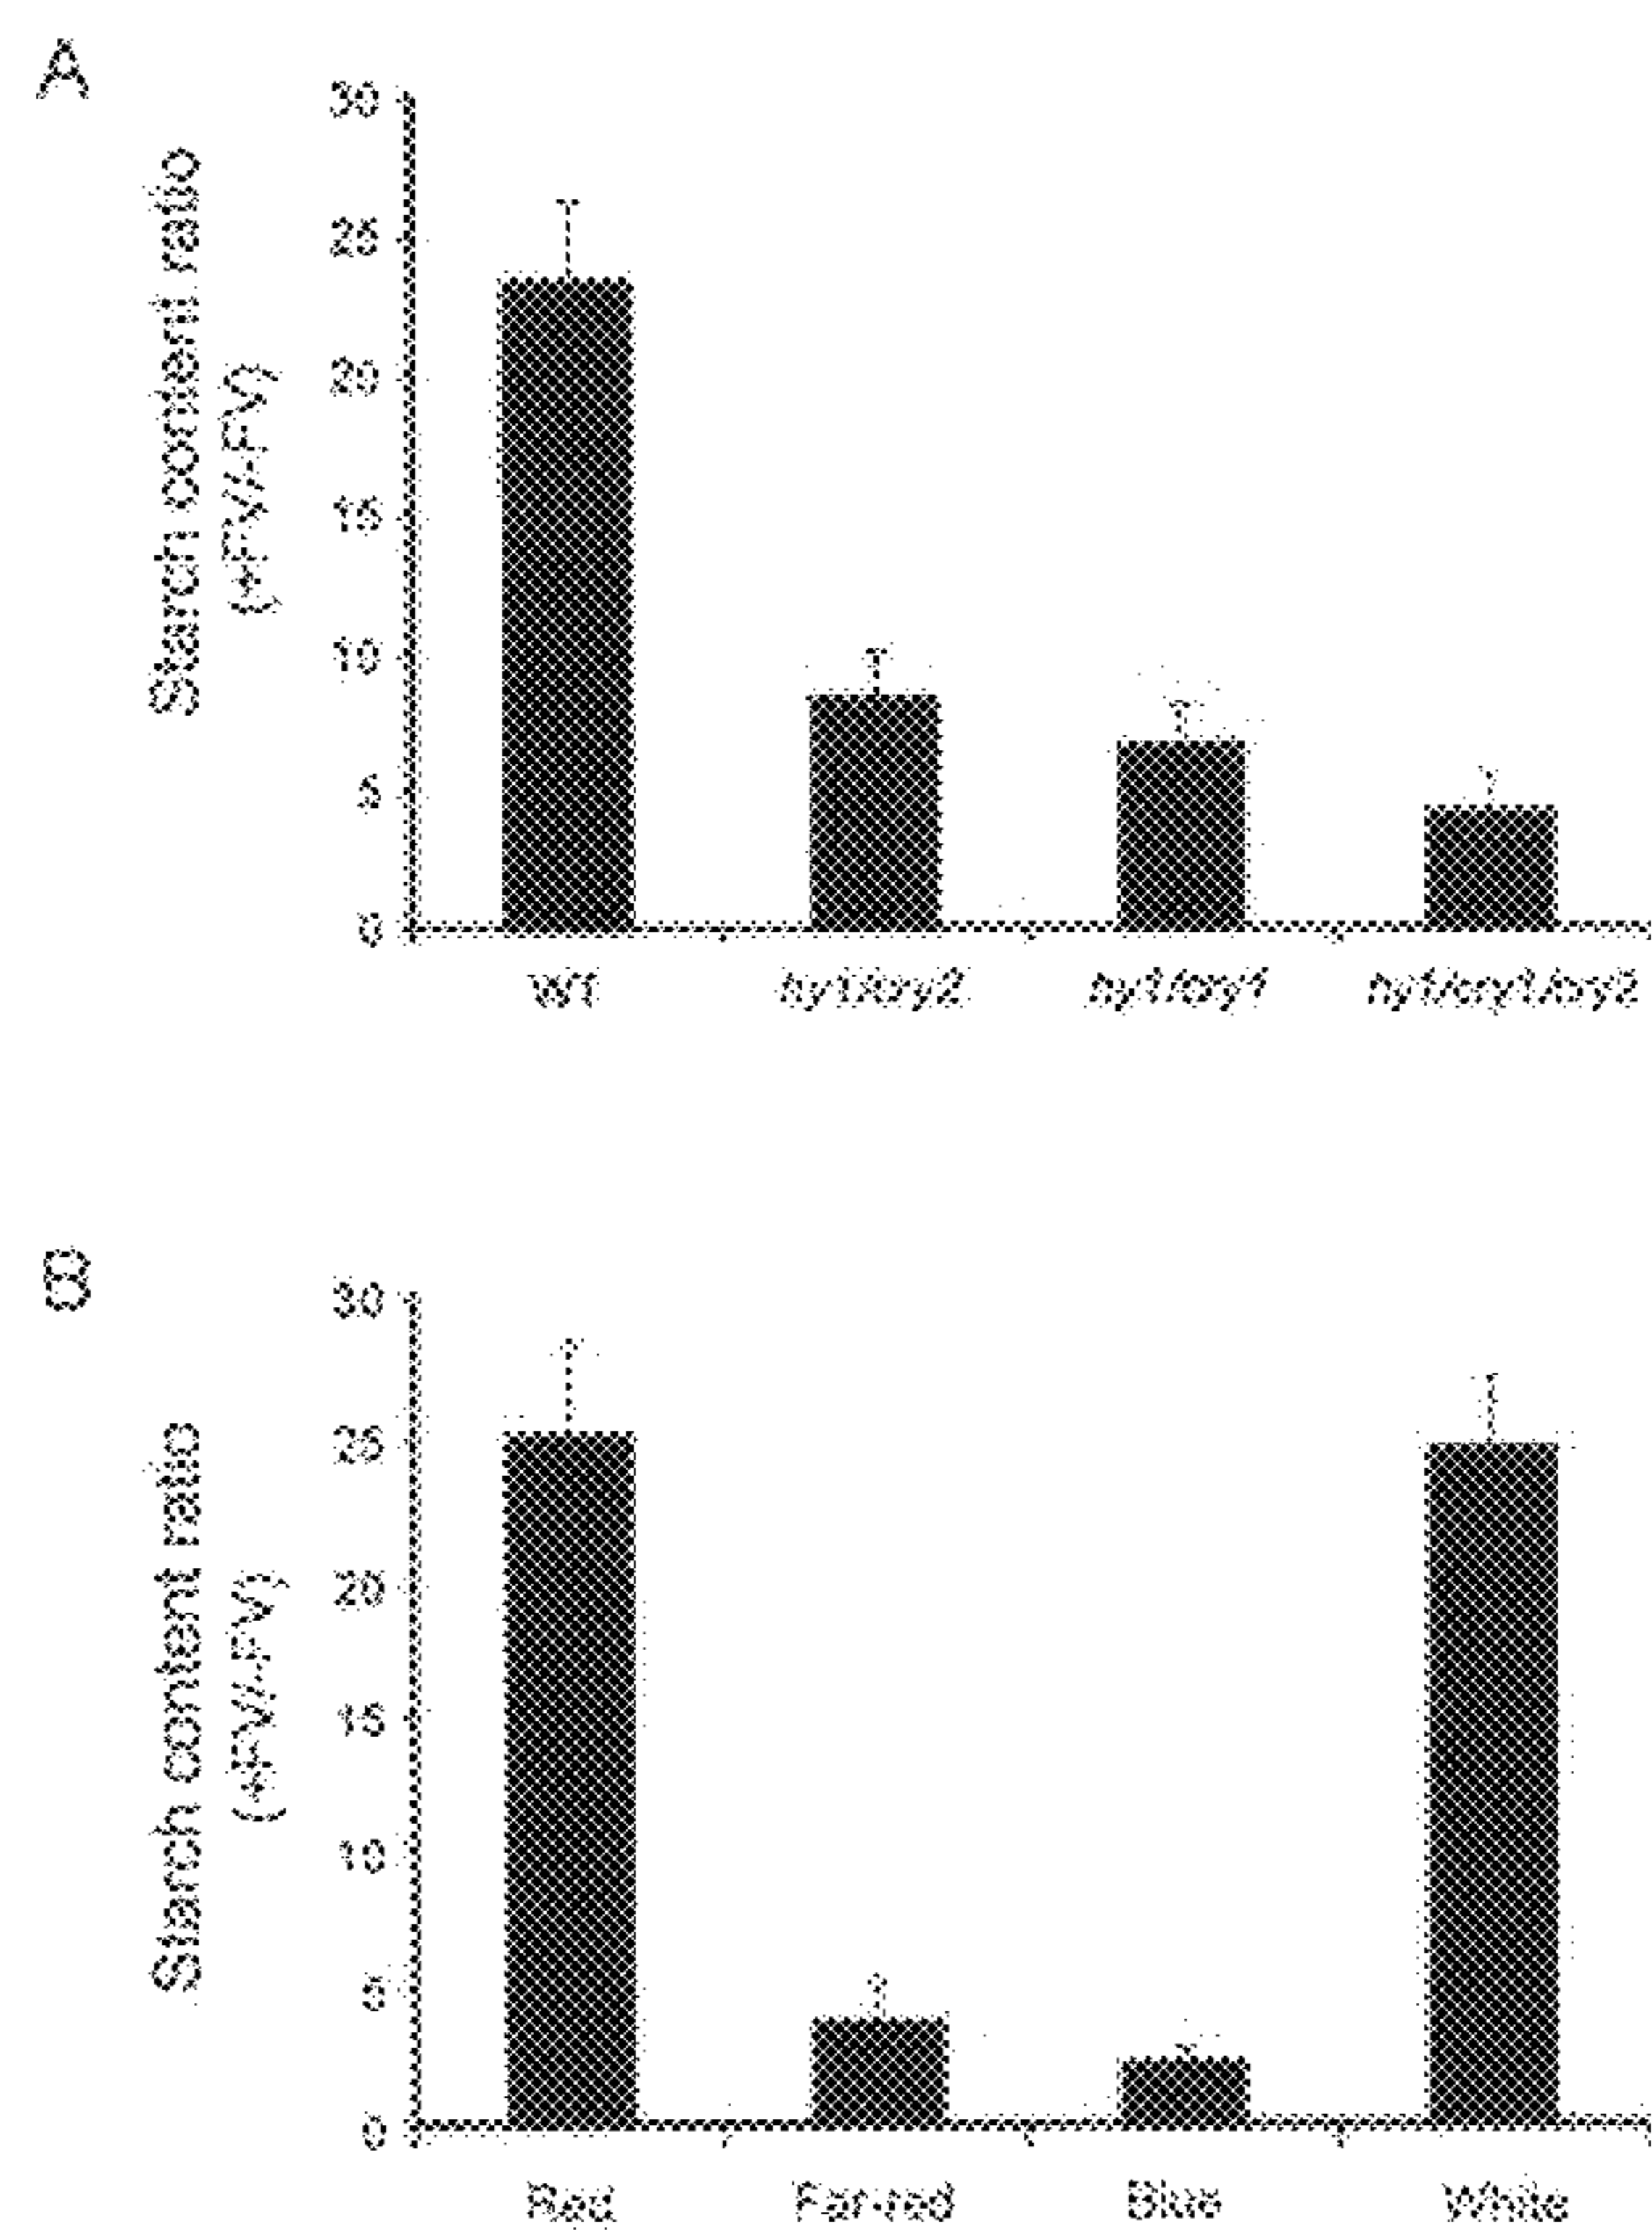 A
Starch content ratio
(+FV/-FV)
30
25
20
15
10
5
0
WT
hy1/cry2
hy1/cry1
hy1/cry1/cry2
B
Starch content ratio
(+FV/-FV)
30
25
20
15
10
5
0
Red
Far-red
Blue
White